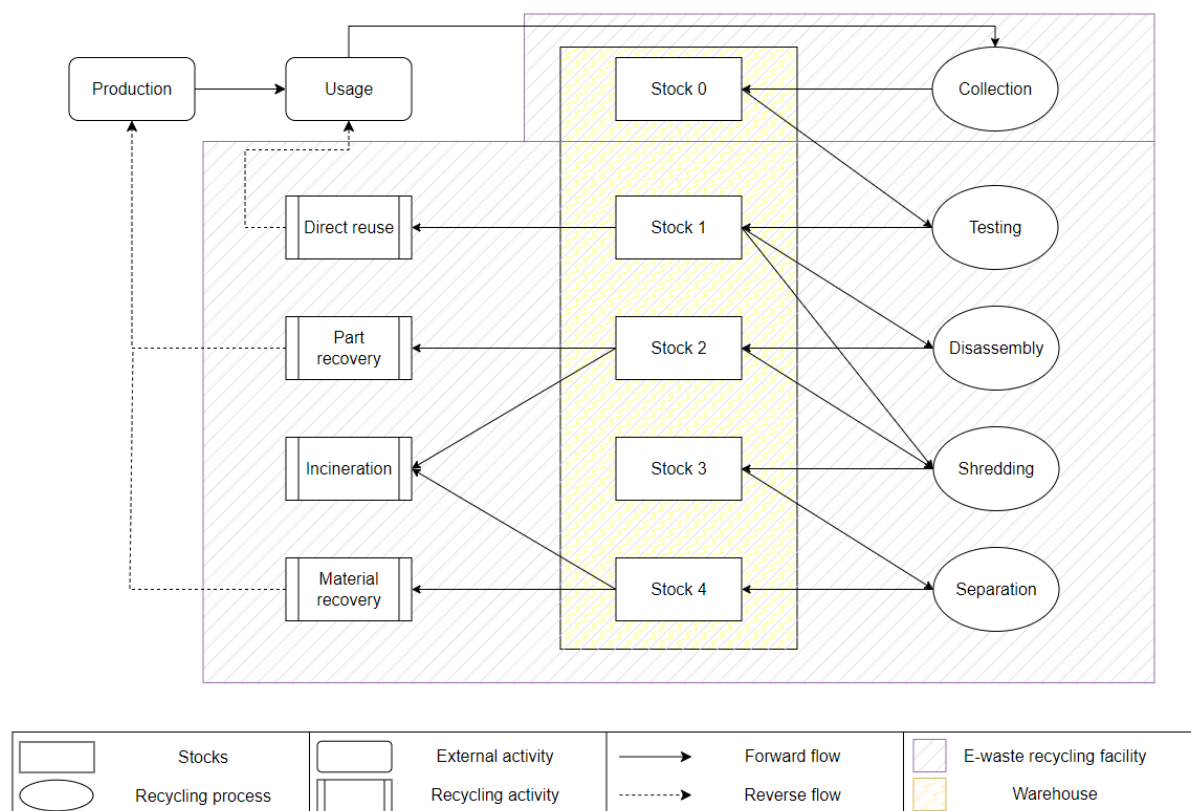 Production
Usage
Stock 0
Collection
Direct reuse
Stock 1
Testing
Part
recovery
Stock 2
Disassembly
Incineration
Stock 3
Shredding
Material
recovery
Stock 4
Separation
Stocks
External activity
Forward flow
E-waste recycling facility
Recycling process
Recycling activity
Reverse flow
Warehouse